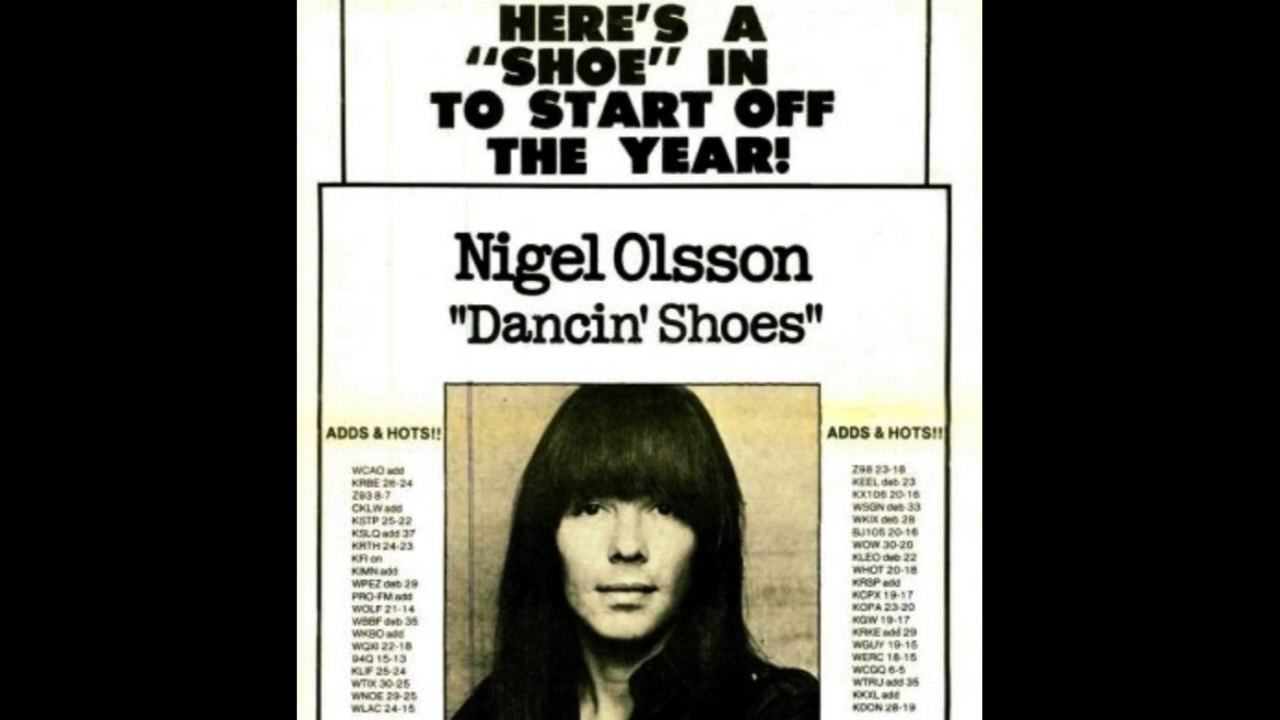 HERE'S A
"SHOE" IN
TO START OFF
THE YEAR!
Nigel Olsson
"Dancin' Shoes"
ADDS & HOTS!!
WCAO add
KRBE 26-24
Z93 8-7
CKLW add
KSTP 25-22
KSLQ add 37
KRTH 24-23
KFI on
KIMN add
WPEZ deb 29
PRO-FM add
WOLF 21-14
WBBF deb 35
WKBO add
WQXI 22-18
94Q 15-13
KLIF 25-24
WTIX 30-25
WNOE 29-25
WLAC 24-15
ADDS & HOTS!!
Z98 23-18
KEEL deb 23
KX106 20-16
WSGN deb 33
WKIX deb 28
BJ105 20-16
WOW 30-20
KLEO deb 22
WHOT 20-18
KRSP add
KCPX 19-17
KOPA 23-20
KGW 19-17
KRKE add 29
WGUY 19-15
WERC 18-15
WCGQ 6-5
WTRU add 35
KKXL add
KDON 28-19